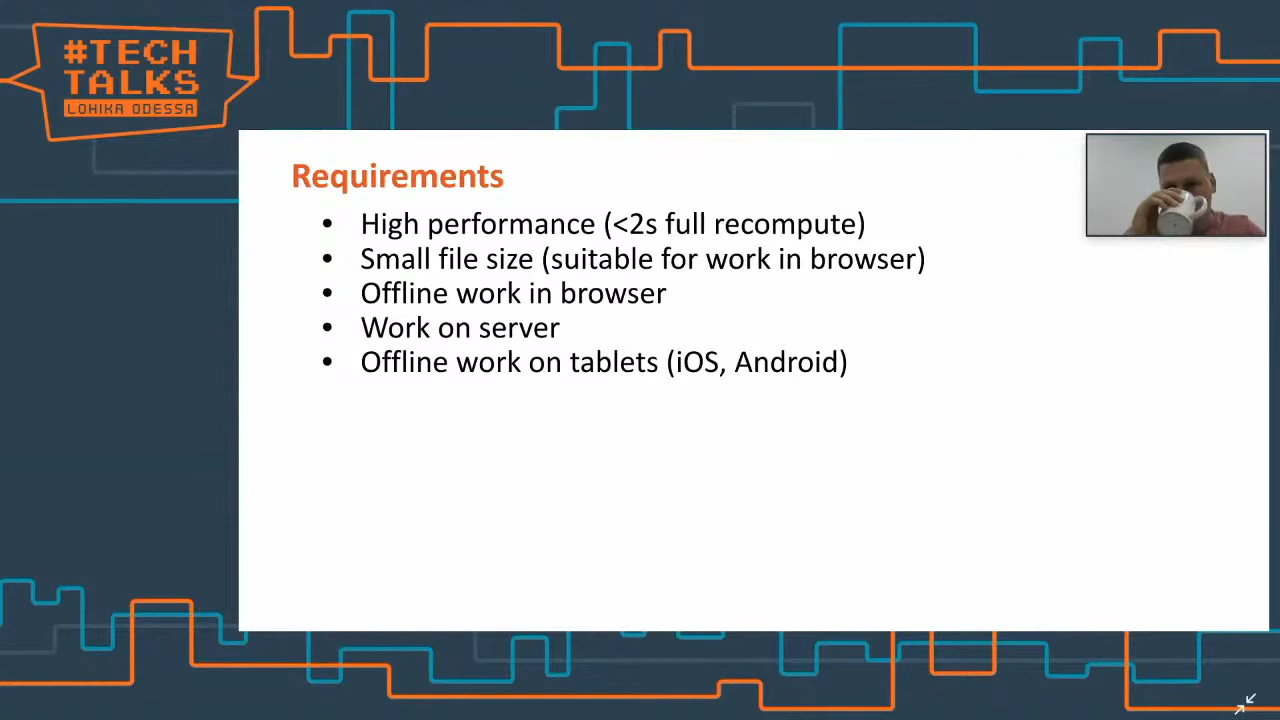 #TECH
TALKS
LOHIKA ODESSA
Requirements
• High performance (<2s full recompute)
• Small file size (suitable for work in browser)
• Offline work in browser
• Work on server
• Offline work on tablets (iOS, Android)